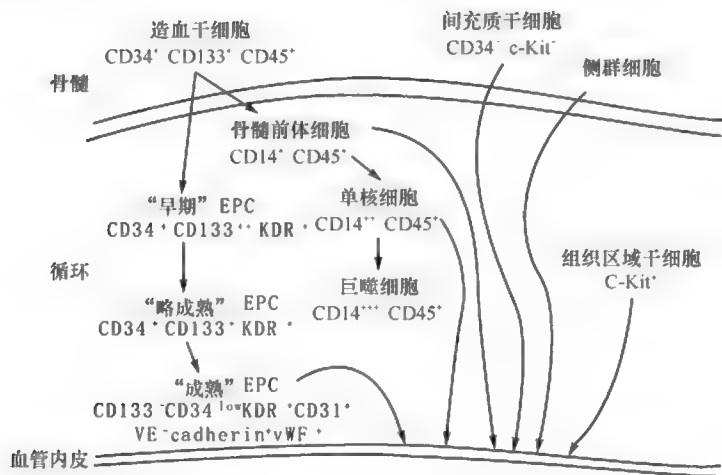 造血干细胞
CD34⁺ CD133⁺ CD45⁺
间充质干细胞
CD34⁻ c-Kit⁻
侧群细胞
骨髓
骨髓前体细胞
CD14⁺ CD45⁺
“早期” EPC
CD34⁺CD133⁺⁺KDR⁺
单核细胞
CD14⁺⁺ CD45⁺
循环
组织区域干细胞
C-Kit⁺
巨噬细胞
CD14⁺⁺⁺ CD45⁺
“略成熟” EPC
CD34⁺CD133⁺KDR⁺
“成熟” EPC
CD133⁻CD34ˡᵒʷKDR⁺CD31⁺
VE⁻cadherin⁺vWF⁺
血管内皮